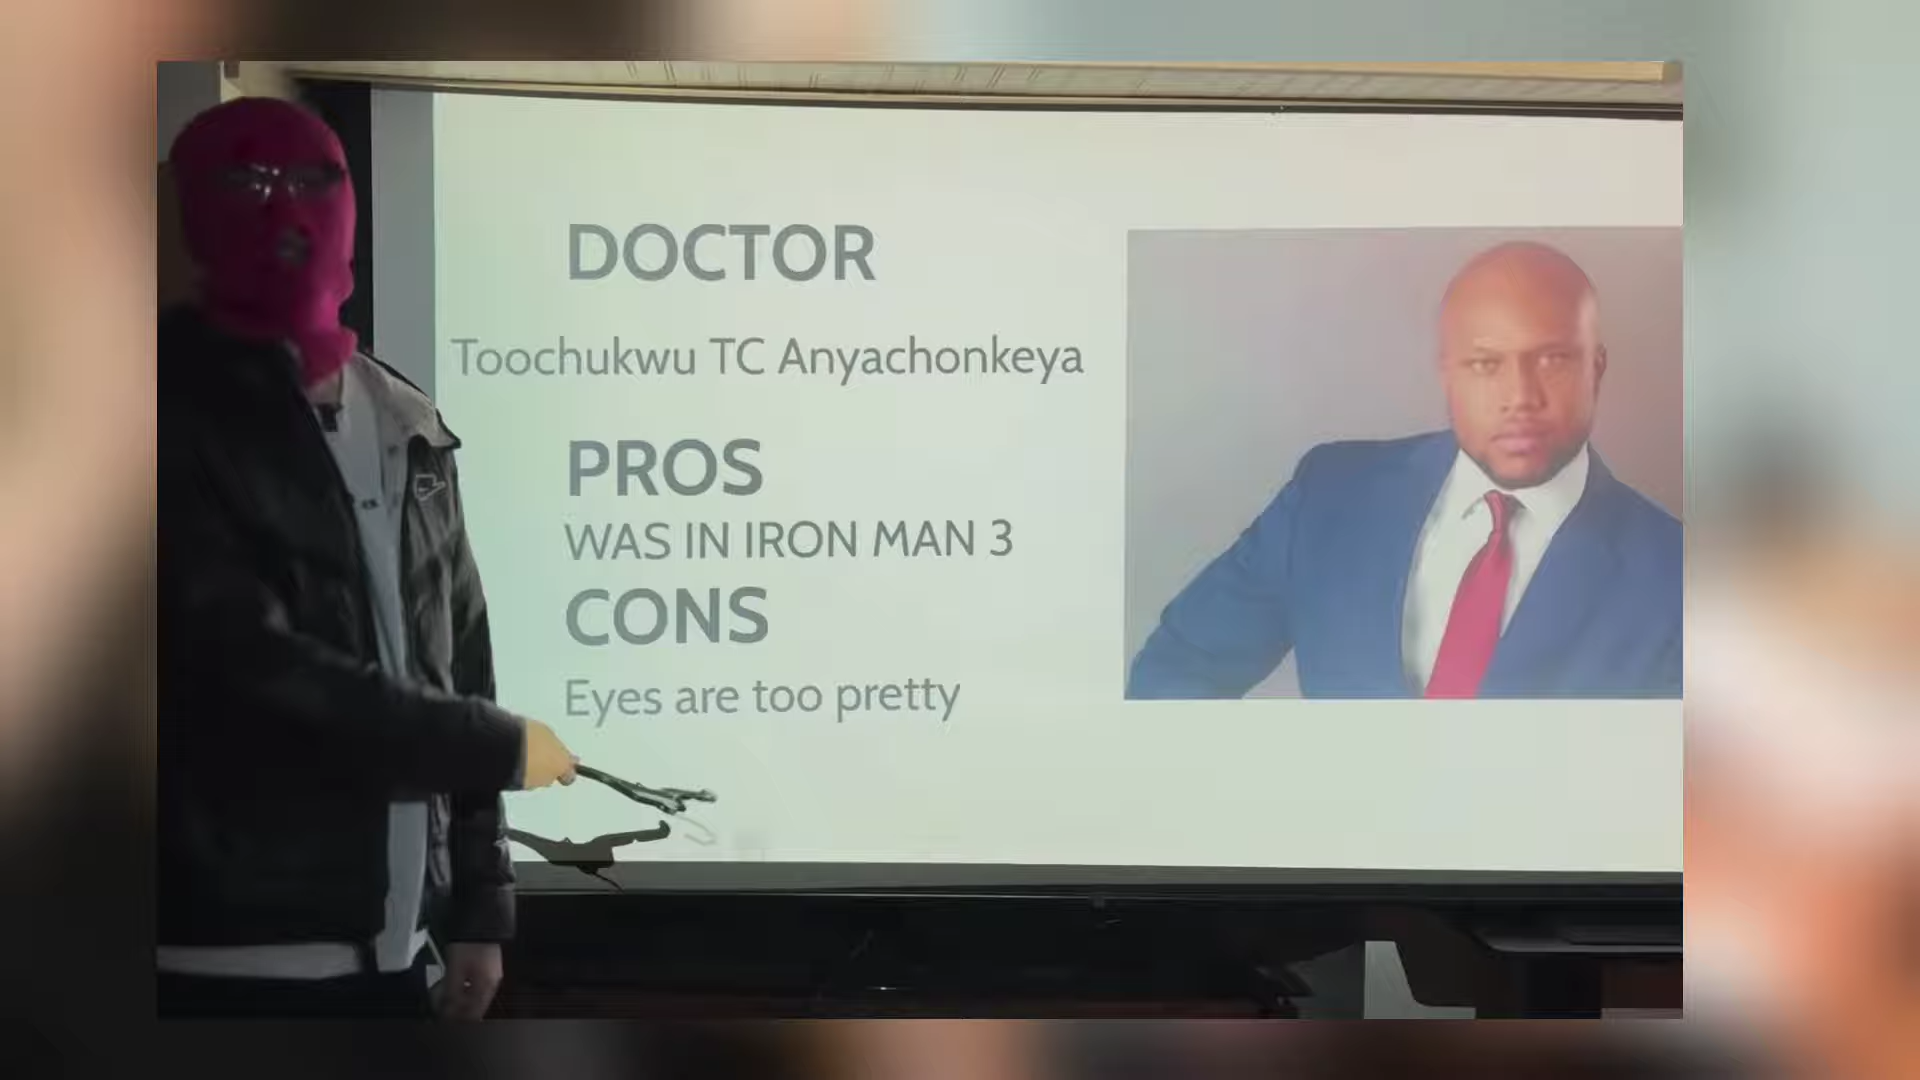 DOCTOR
Toochukwu TC Anyachonkeya
PROS
WAS IN IRON MAN 3
CONS
Eyes are too pretty